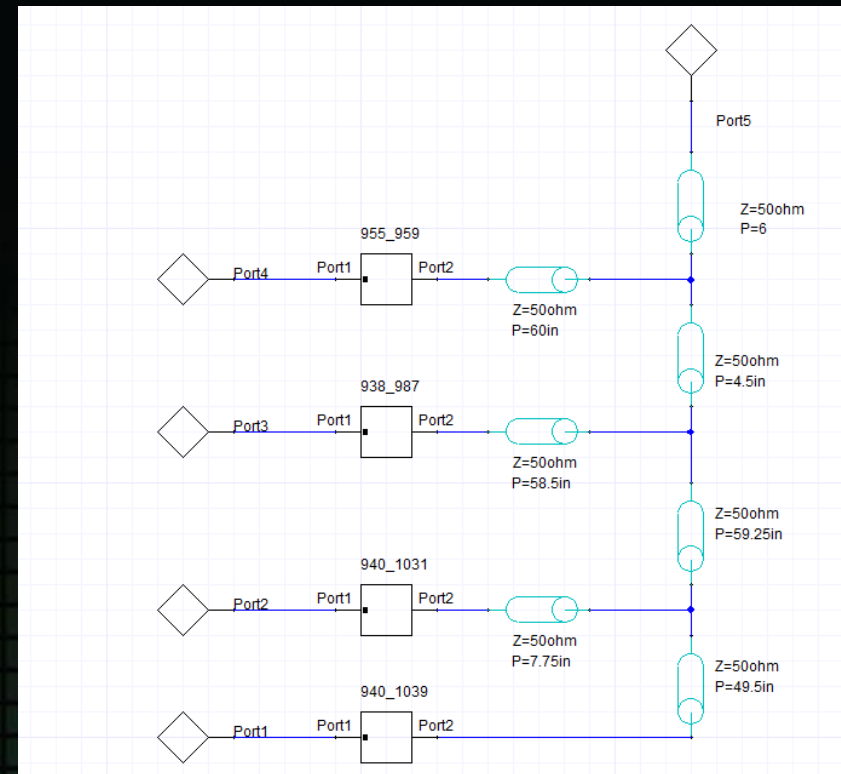 Port5
Z=50ohm
P=6
955_959
Port4
Port1
Port2
Z=50ohm
P=60in
Z=50ohm
P=4.5in
938_987
Port3
Port1
Port2
Z=50ohm
P=58.5in
Z=50ohm
P=59.25in
940_1031
Port2
Port1
Port2
Z=50ohm
P=7.75in
Z=50ohm
P=49.5in
940_1039
Port1
Port1
Port2